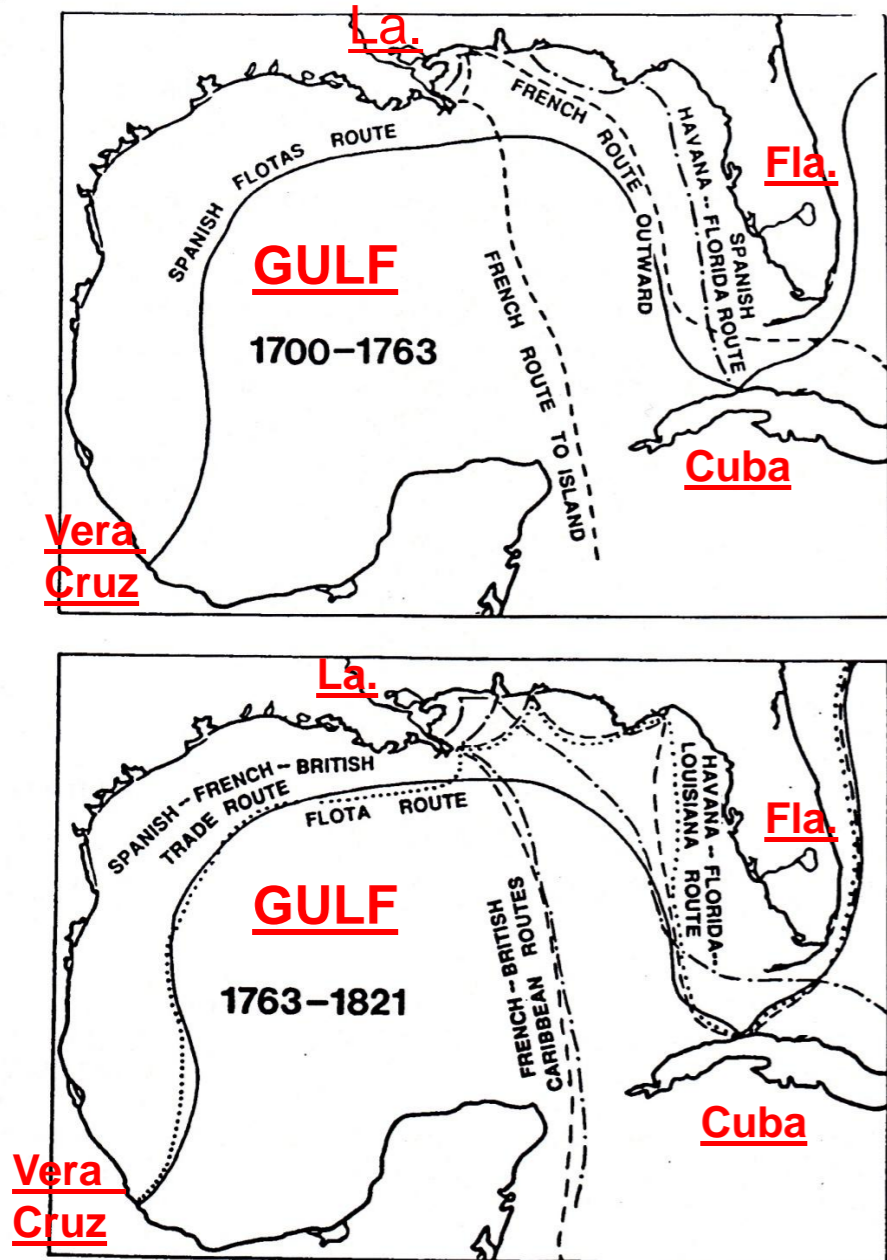 La.
SPANISH FLOTAS ROUTE
FRENCH ROUTE OUTWARD
HAVANA -- FLORIDA ROUTE
SPANISH
Fla.
GULF
1700–1763
FRENCH ROUTE TO ISLAND
Cuba
Vera
Cruz
La.
SPANISH – FRENCH – BRITISH
TRADE ROUTE
FLOTA ROUTE
HAVANA -- FLORIDA--
LOUISIANA ROUTE
Fla.
GULF
1763–1821
FRENCH – BRITISH
CARIBBEAN ROUTES
Cuba
Vera
Cruz